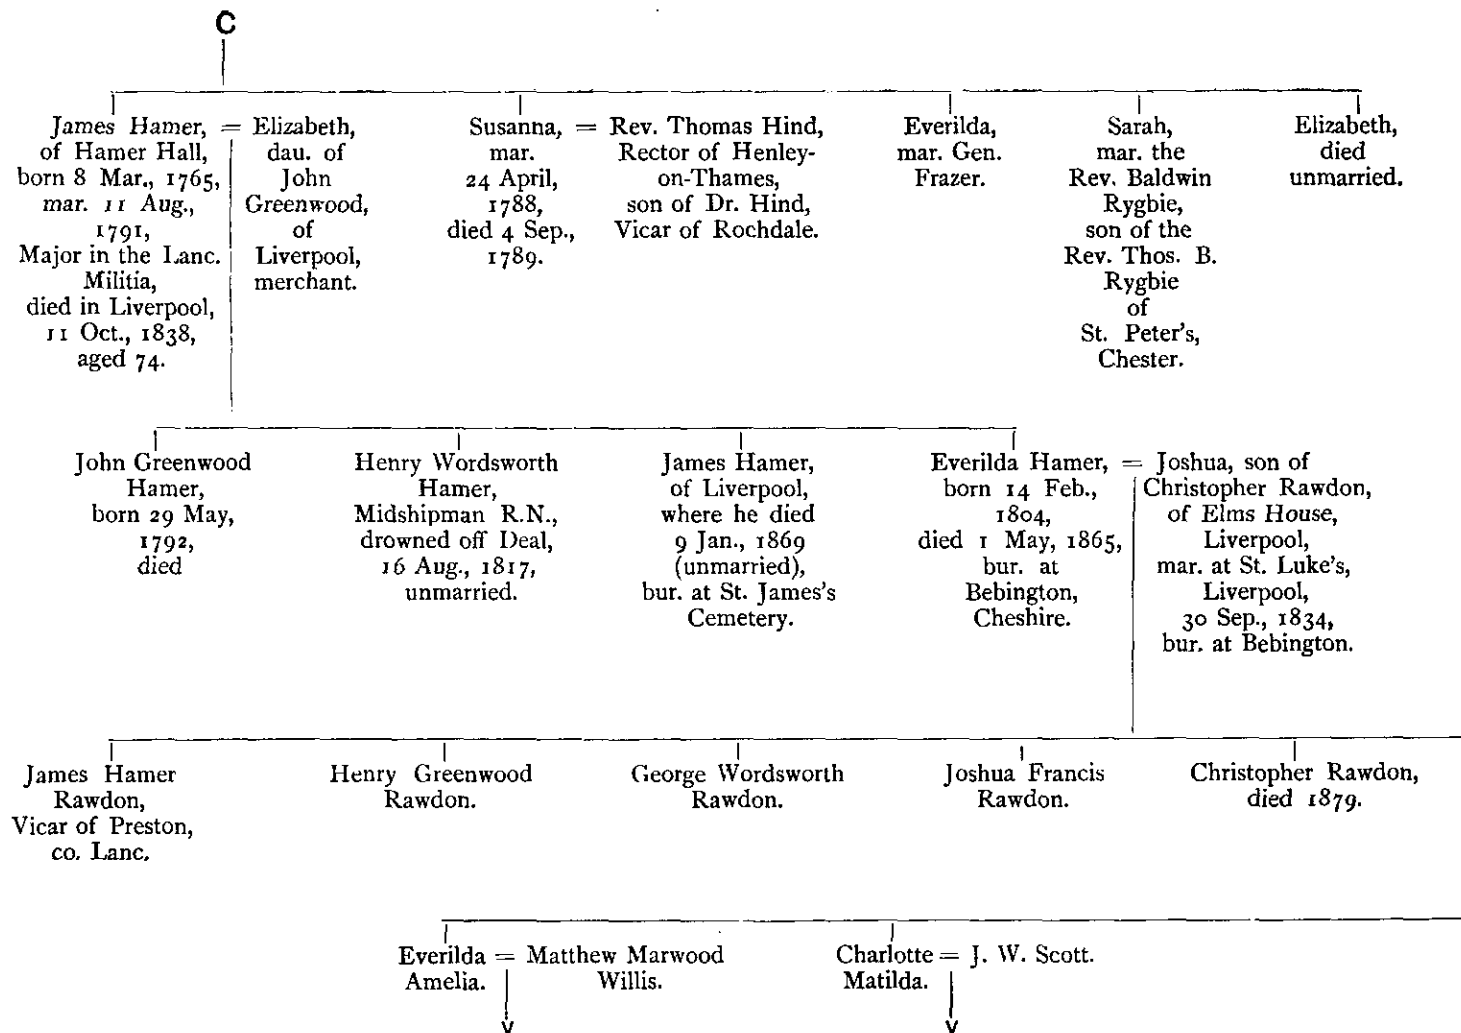 C
James Hamer, =
of Hamer Hall,
born 8 Mar., 1765,
mar. 11 Aug.,
1791,
Major in the Lanc.
Militia,
died in Liverpool,
11 Oct., 1838,
aged 74.
Elizabeth,
dau. of
John
Greenwood,
of
Liverpool,
merchant.
Susanna, =
mar.
24 April,
1788,
died 4 Sep.,
1789.
Rev. Thomas Hind,
Rector of Henley-
on-Thames,
son of Dr. Hind,
Vicar of Rochdale.
Everilda,
mar. Gen.
Frazer.
Sarah,
mar. the
Rev. Baldwin
Rygbie,
son of the
Rev. Thos. B.
Rygbie
of
St. Peter's,
Chester.
Elizabeth,
died
unmarried.
John Greenwood
Hamer,
born 29 May,
1792,
died
Henry Wordsworth
Hamer,
Midshipman R.N.,
drowned off Deal,
16 Aug., 1817,
unmarried.
James Hamer,
of Liverpool,
where he died
9 Jan., 1869
(unmarried),
bur. at St. James's
Cemetery.
Everilda Hamer, =
born 14 Feb.,
1804,
died 1 May, 1865,
bur. at
Bebington,
Cheshire.
Joshua, son of
Christopher Rawdon,
of Elms House,
Liverpool,
mar. at St. Luke's,
Liverpool,
30 Sep., 1834,
bur. at Bebington.
James Hamer
Rawdon,
Vicar of Preston,
co. Lanc.
Henry Greenwood
Rawdon.
George Wordsworth
Rawdon.
Joshua Francis
Rawdon.
Christopher Rawdon,
died 1879.
Everilda =
Amelia.
Matthew Marwood
Willis.
Charlotte =
Matilda.
J. W. Scott.